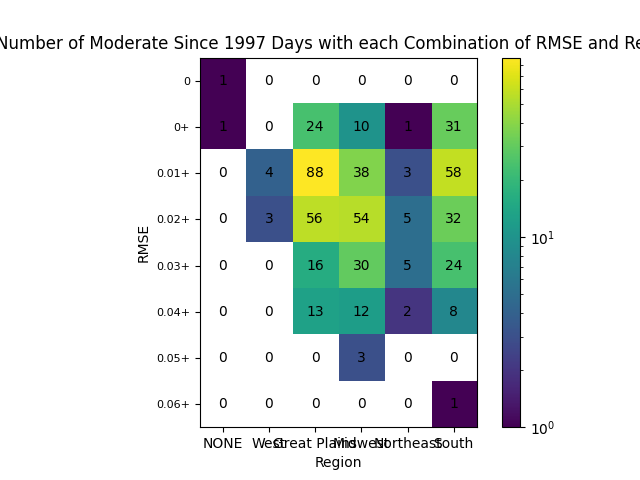 Number of Moderate Since 1997 Days with each Combination of RMSE and Re
0 1 0 0 0 0 0
0+ 1 0 24 10 1 31
0.01+ 0 4 88 38 3 58
0.02+ 0 3 56 54 5 32
0.03+ 0 0 16 30 5 24
0.04+ 0 0 13 12 2 8
0.05+ 0 0 0 3 0 0
0.06+ 0 0 0 0 0 1
RMSE
NONE West Great Plains Midwest Northeast South
Region
10^1
10^0